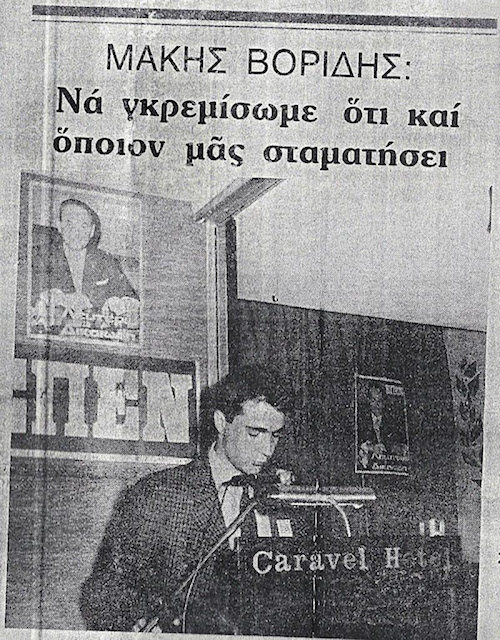 ΜΑΚΗΣ ΒΟΡΙΔΗΣ:
Νά γκρεμίσωμε ὅτι καί
ὅποιον μᾶς σταματήσει
ΕΠΕΝ
Caravel Hotel